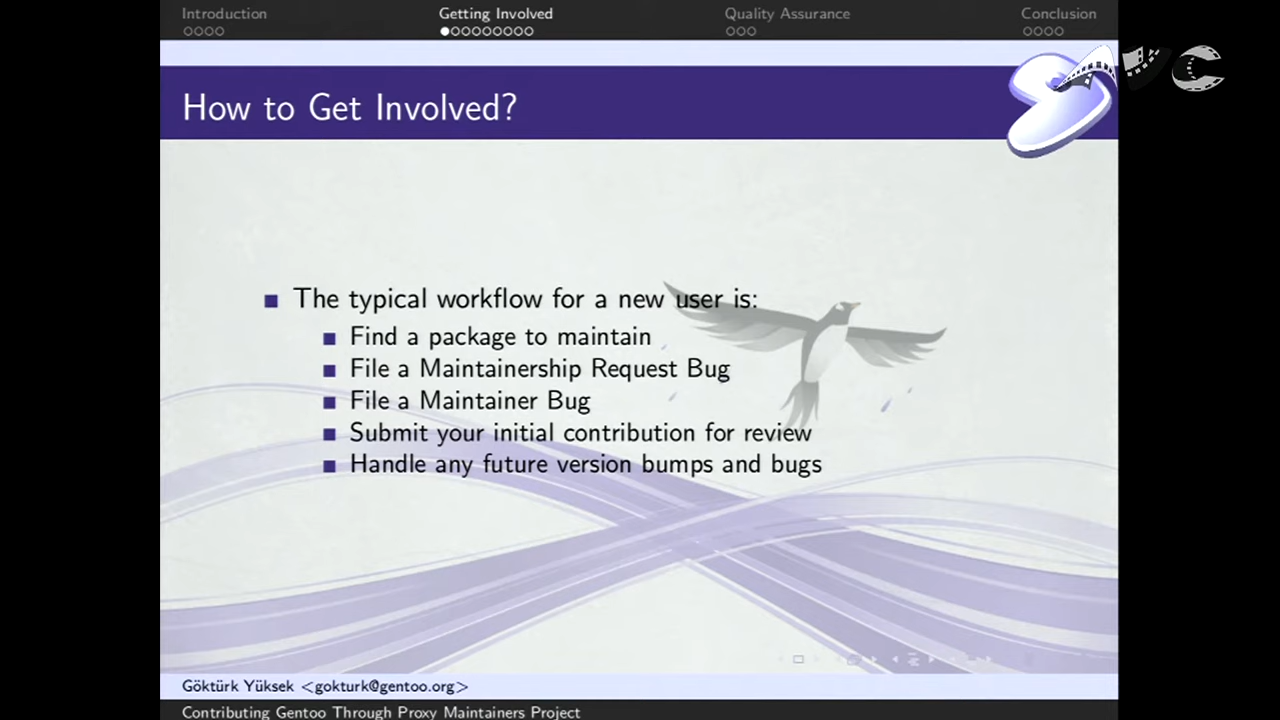 Introduction
Getting Involved
Quality Assurance
Conclusion
How to Get Involved?
The typical workflow for a new user is:
Find a package to maintain
File a Maintainership Request Bug
File a Maintainer Bug
Submit your initial contribution for review
Handle any future version bumps and bugs
Göktürk Yüksek <gokturk@gentoo.org>
Contributing Gentoo Through Proxy Maintainers Project